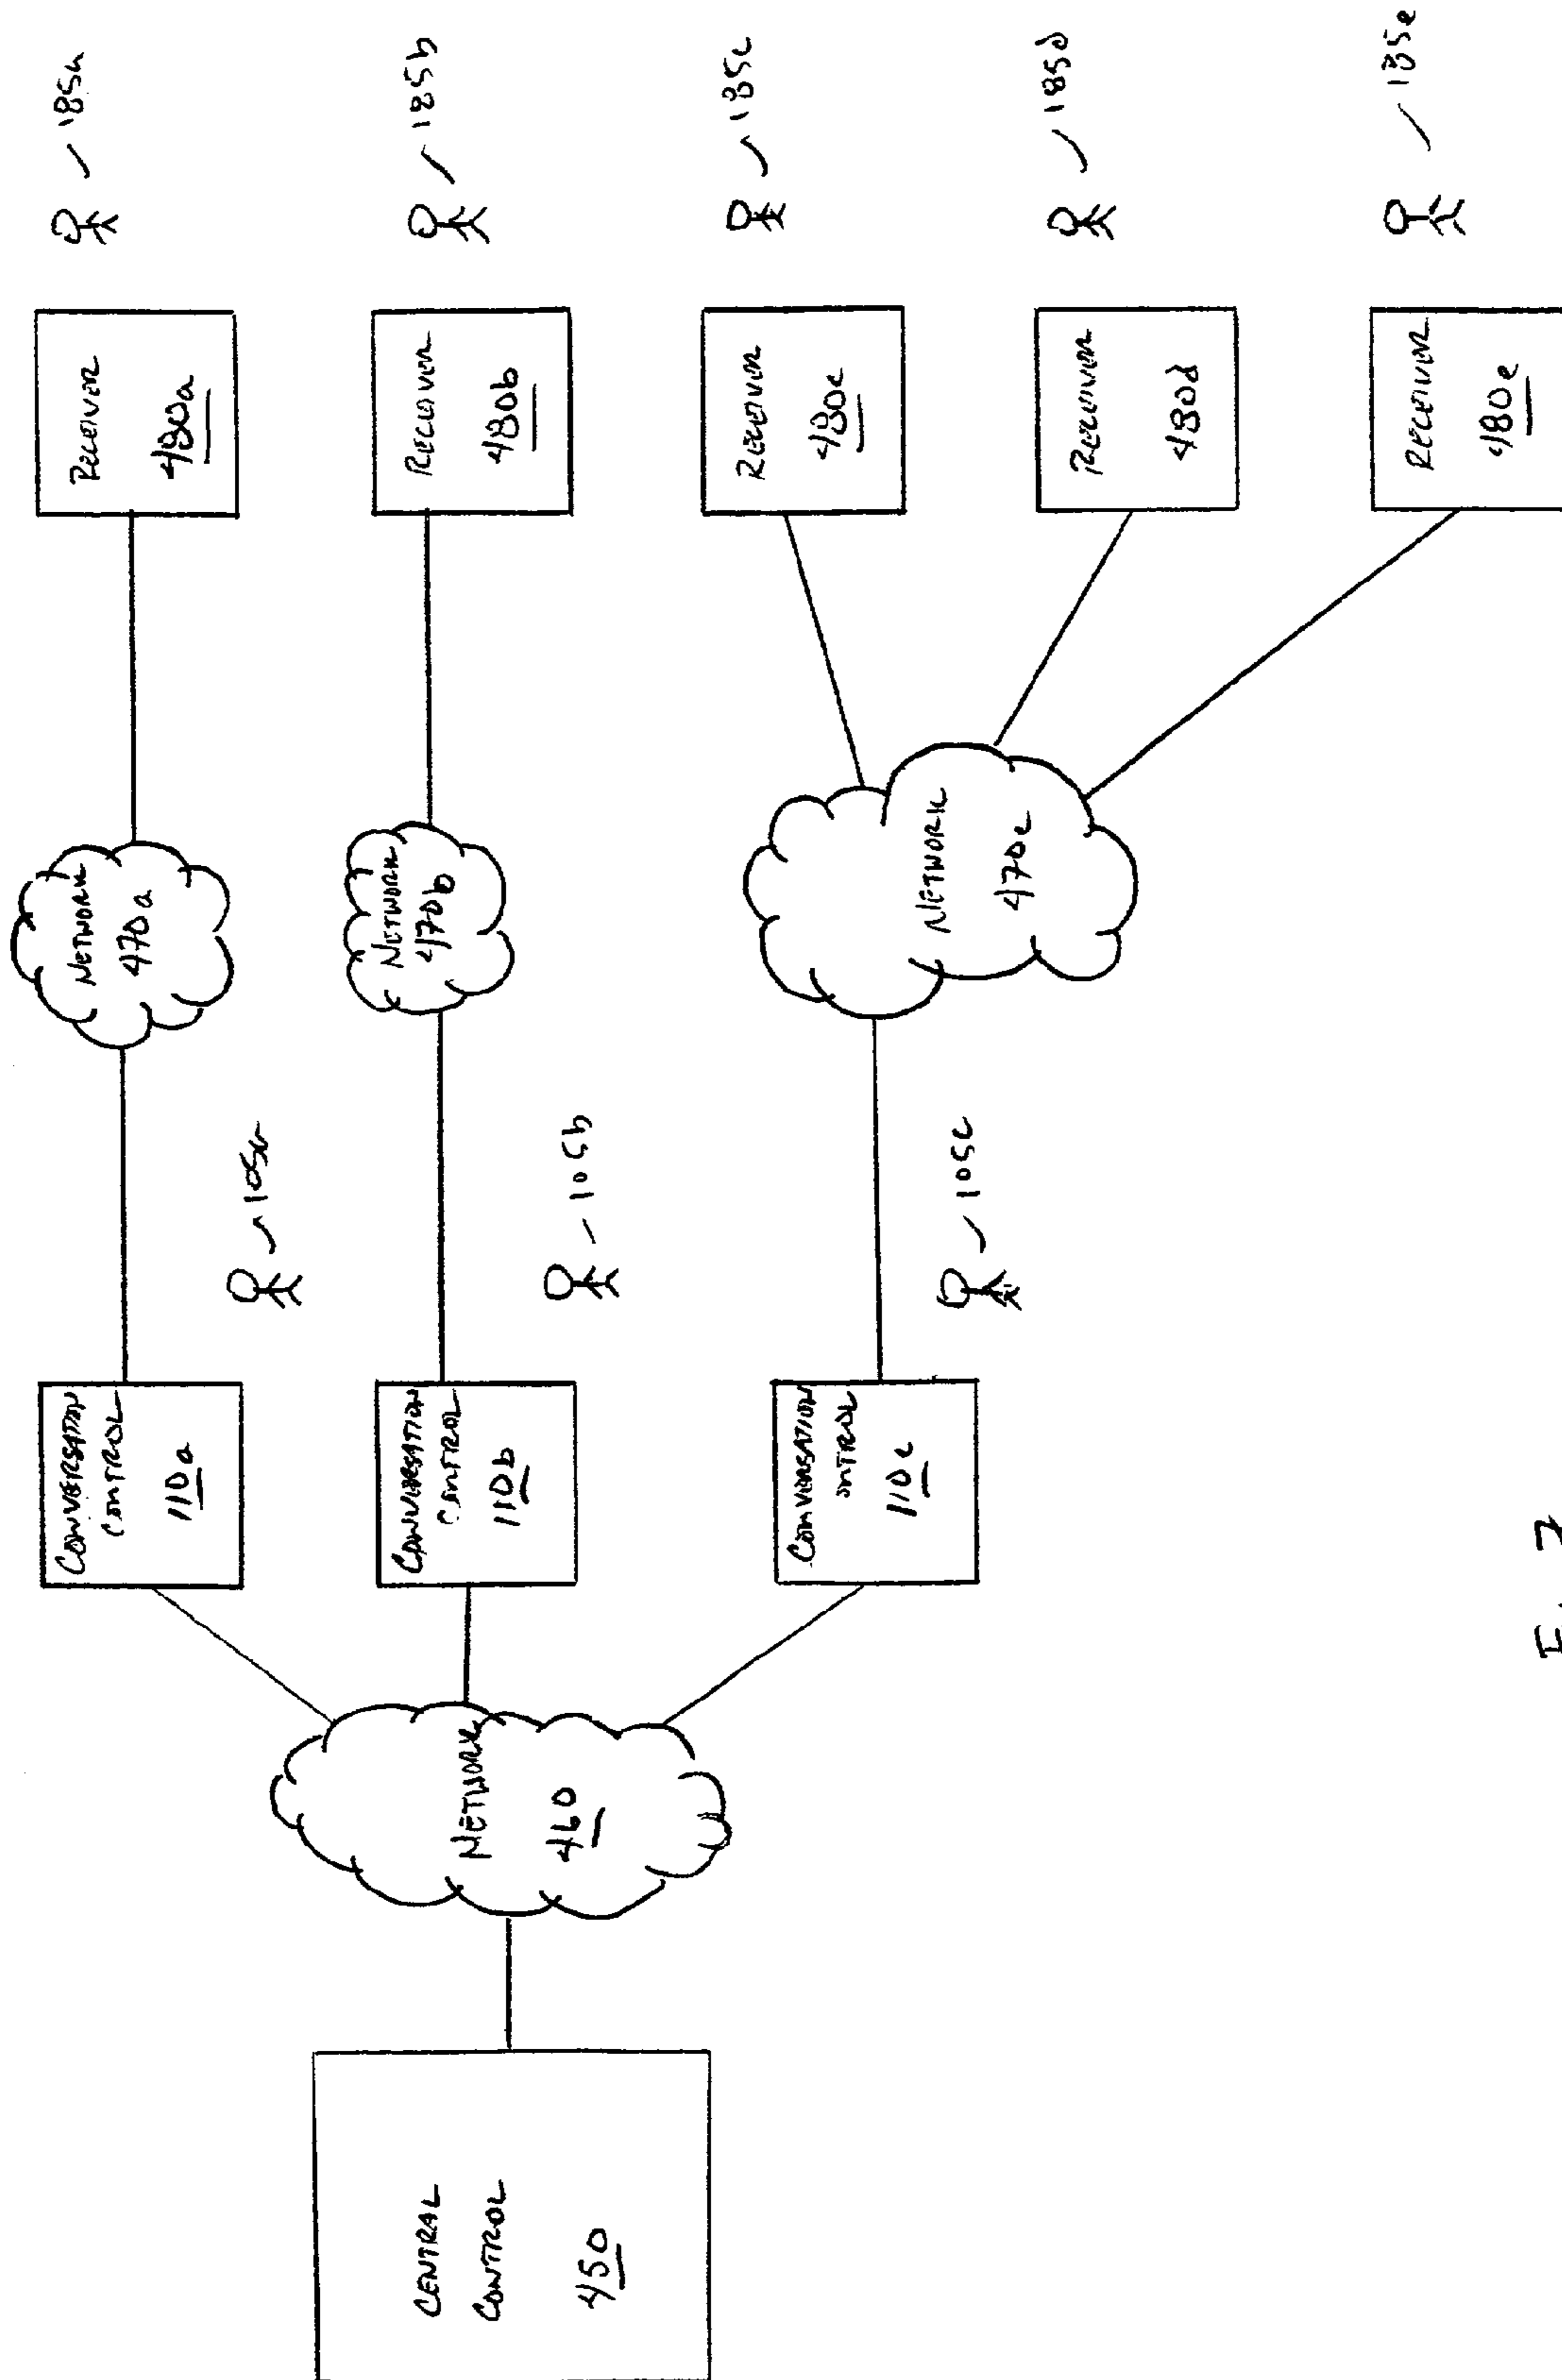 CENTRAL
CONTROL
450
NETWORK
460
CONVERSATION
CONTROL
110a
CONVERSATION
CONTROL
110b
CONVERSATION
ONTROL
110c
105a
105b
105c
NETWORK
470a
NETWORK
470b
NETWORK
470c
RECEIVER
480a
RECEIVER
480b
RECEIVER
480c
RECEIVER
480d
RECEIVER
480e
185a
185b
185c
185d
185e